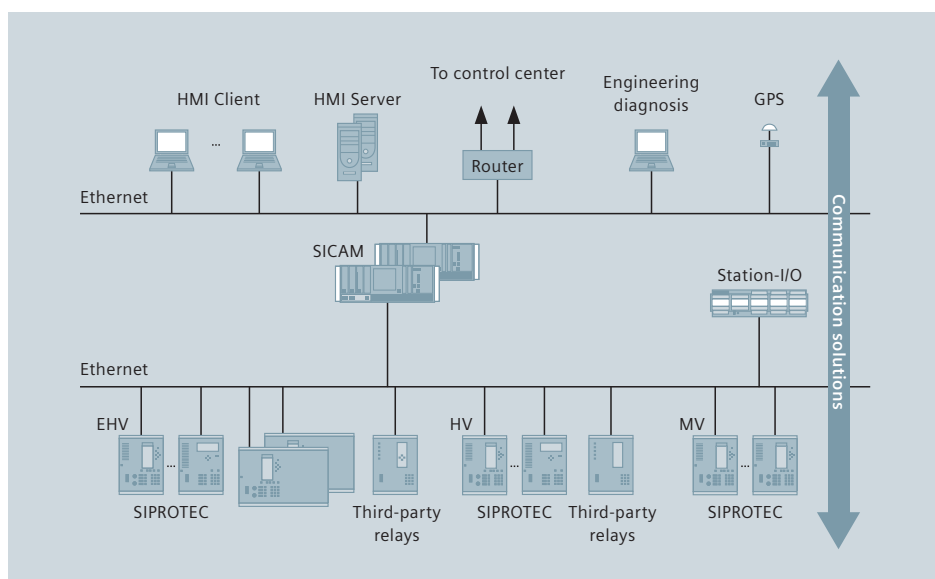 To control center
HMI Client
HMI Server
Engineering
diagnosis
GPS
...
Router
Ethernet
SICAM
Station-I/O
Communication solutions
Ethernet
EHV
HV
MV
...
...
...
SIPROTEC
Third-party
relays
SIPROTEC
Third-party
relays
SIPROTEC